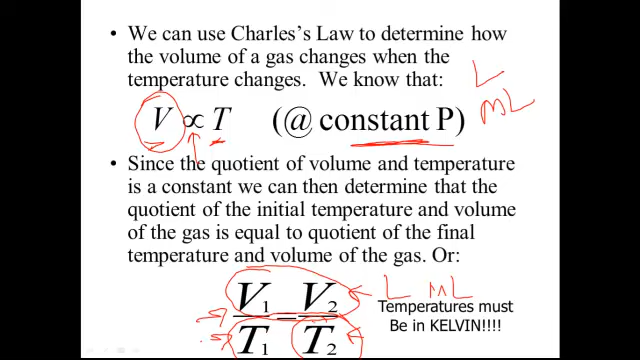 • We can use Charles's Law to determine how
the volume of a gas changes when the
temperature changes. We know that:
L
V ∝ T (@ constant P)
ML
• Since the quotient of volume and temperature
is a constant we can then determine that the
quotient of the initial temperature and volume
of the gas is equal to quotient of the final
temperature and volume of the gas. Or:
V₁/T₁ = V₂/T₂
L ML
Temperatures must
Be in KELVIN!!!!